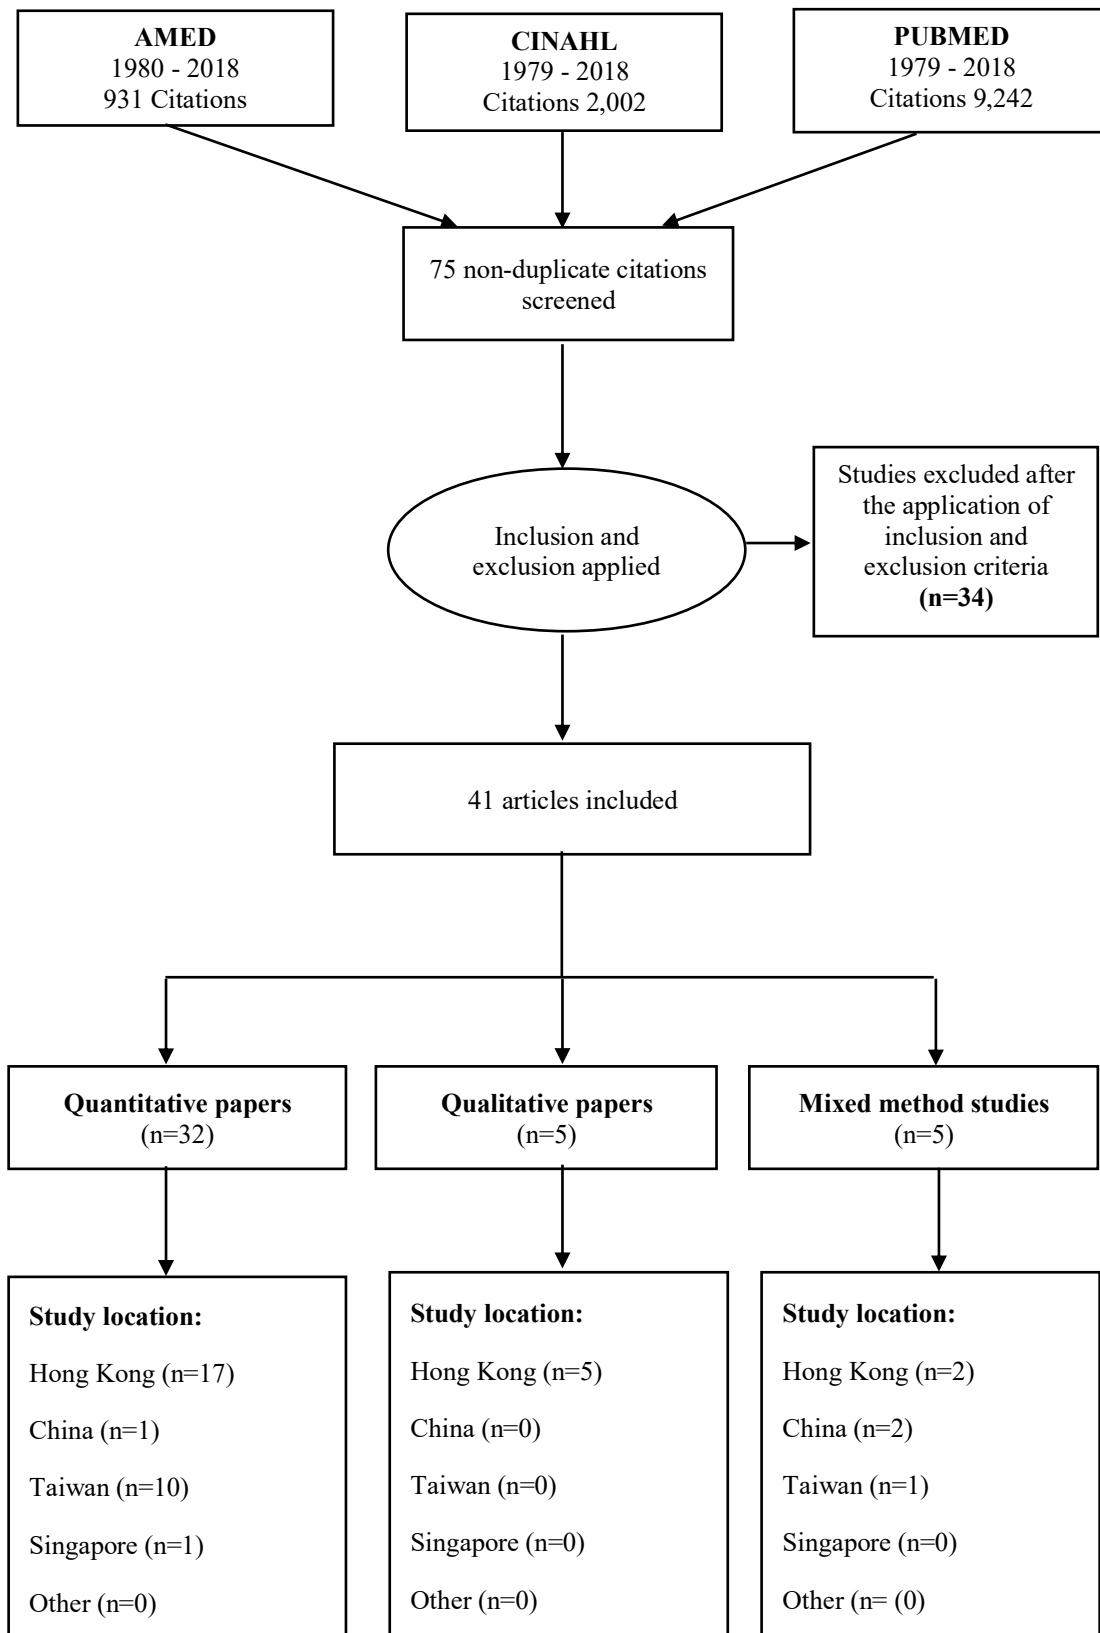 AMED
1980 - 2018
931 Citations
CINAHL
1979 - 2018
Citations 2,002
PUBMED
1979 - 2018
Citations 9,242
75 non-duplicate citations
screened
Inclusion and
exclusion applied
Studies excluded after
the application of
inclusion and
exclusion criteria
(n=34)
41 articles included
Quantitative papers
(n=32)
Qualitative papers
(n=5)
Mixed method studies
(n=5)
Study location:
Hong Kong (n=17)
China (n=1)
Taiwan (n=10)
Singapore (n=1)
Other (n=0)
Study location:
Hong Kong (n=5)
China (n=0)
Taiwan (n=0)
Singapore (n=0)
Other (n=0)
Study location:
Hong Kong (n=2)
China (n=2)
Taiwan (n=1)
Singapore (n=0)
Other (n= (0)